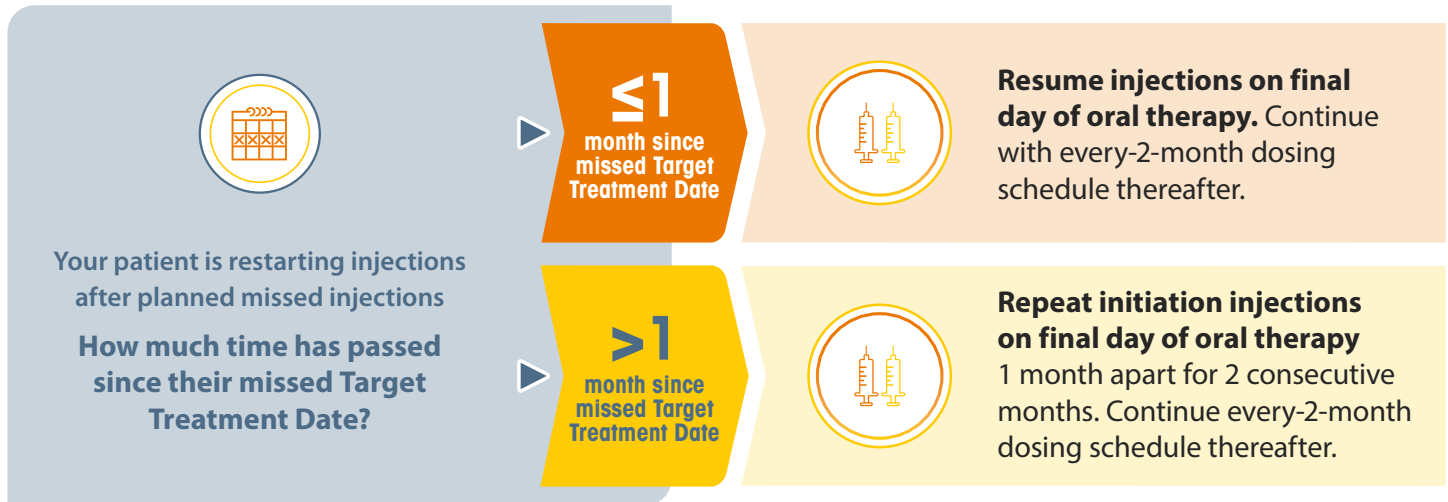 Your patient is restarting injections
after planned missed injections
How much time has passed
since their missed Target
Treatment Date?
≤1
month since
missed Target
Treatment Date
Resume injections on final
day of oral therapy. Continue
with every-2-month dosing
schedule thereafter.
>1
month since
missed Target
Treatment Date
Repeat initiation injections
on final day of oral therapy
1 month apart for 2 consecutive
months. Continue every-2-month
dosing schedule thereafter.